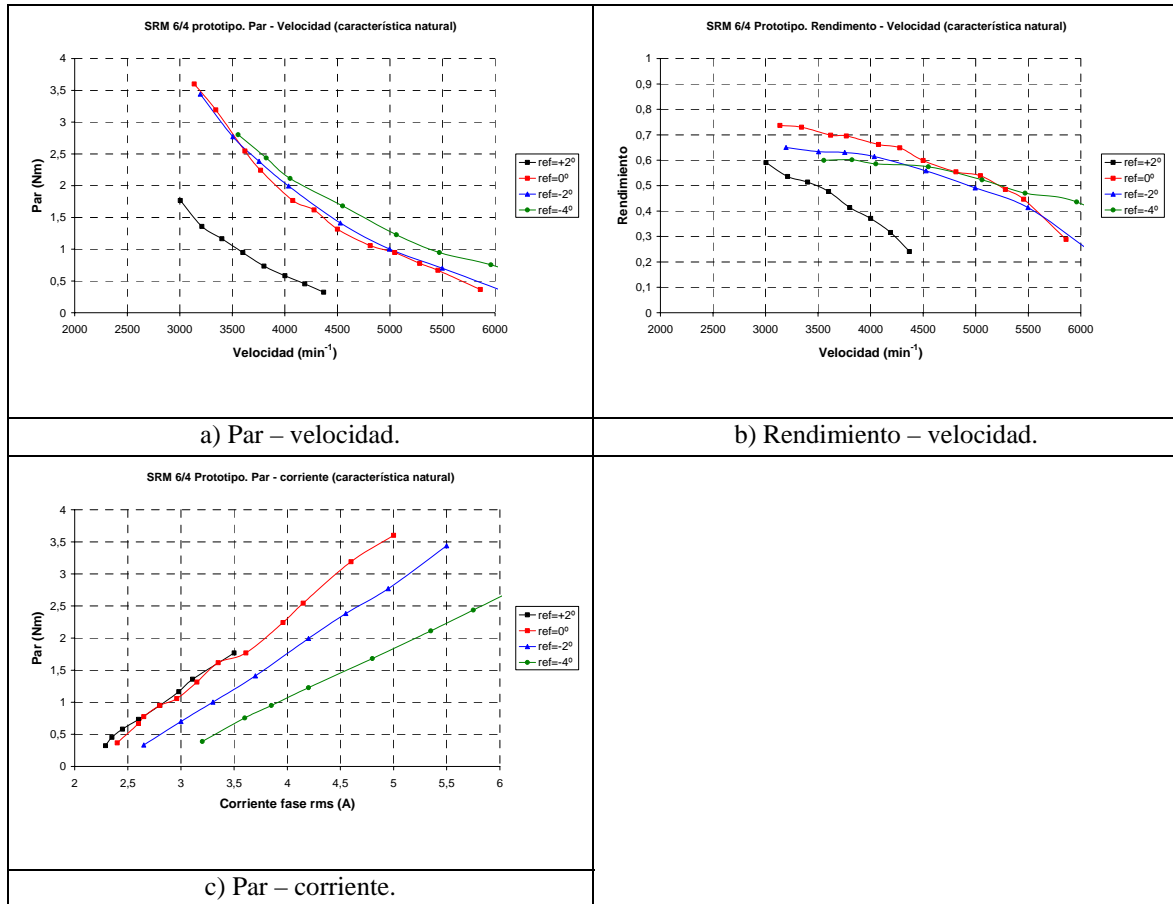 SRM 6/4 prototipo. Par - Velocidad (característica natural)
Par (Nm)
4
3,5
3
2,5
2
1,5
1
0,5
0
2000 2500 3000 3500 4000 4500 5000 5500 6000
Velocidad (min⁻¹)
ref=+2º
ref=0º
ref=-2º
ref=-4º
a) Par – velocidad.
SRM 6/4 Prototipo. Rendimento - Velocidad (característica natural)
Rendimiento
1
0,9
0,8
0,7
0,6
0,5
0,4
0,3
0,2
0,1
0
2000 2500 3000 3500 4000 4500 5000 5500 6000
Velocidad (min⁻¹)
ref=+2º
ref=0º
ref=-2º
ref=-4º
b) Rendimiento – velocidad.
SRM 6/4 Prototipo. Par - corriente (característica natural)
Par (Nm)
4
3,5
3
2,5
2
1,5
1
0,5
0
2 2,5 3 3,5 4 4,5 5 5,5 6
Corriente fase rms (A)
ref=+2º
ref=0º
ref=-2º
ref=-4º
c) Par – corriente.